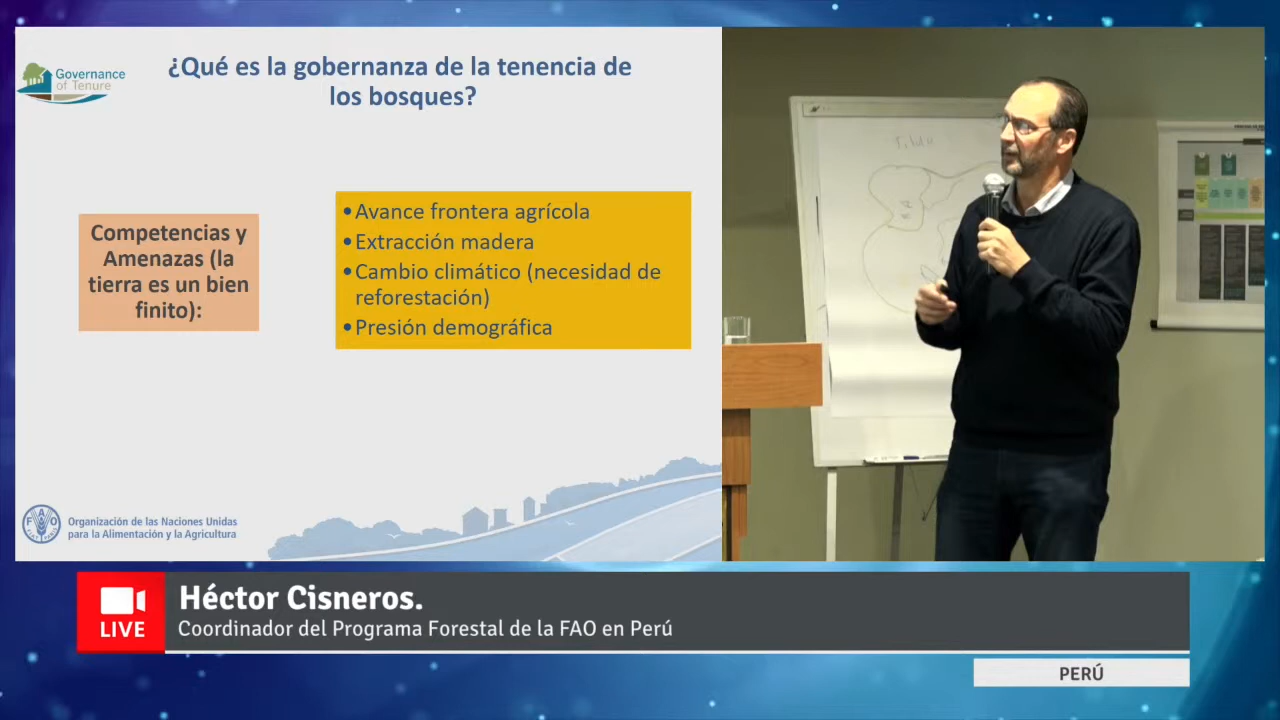 Governance
of Tenure
¿Qué es la gobernanza de la tenencia de
los bosques?
Competencias y
Amenazas (la
tierra es un bien
finito):
•Avance frontera agrícola
•Extracción madera
•Cambio climático (necesidad de
reforestación)
•Presión demográfica
FAO
Organización de las Naciones Unidas
para la Alimentación y la Agricultura
LIVE
Héctor Cisneros.
Coordinador del Programa Forestal de la FAO en Perú
PERÚ